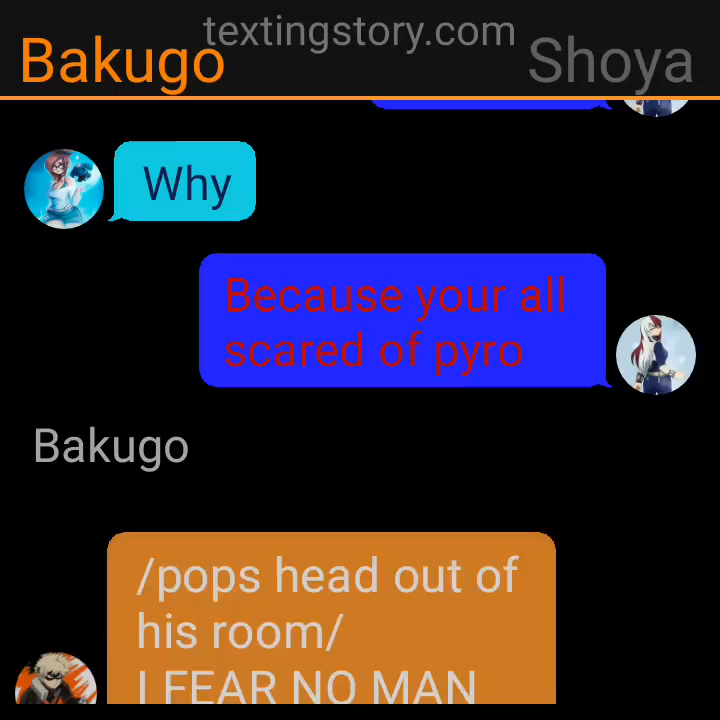 textingstory.com
Bakugo
Shoya
Why
Because your all
scared of pyro
Bakugo
/pops head out of
his room/
I FEAR NO MAN